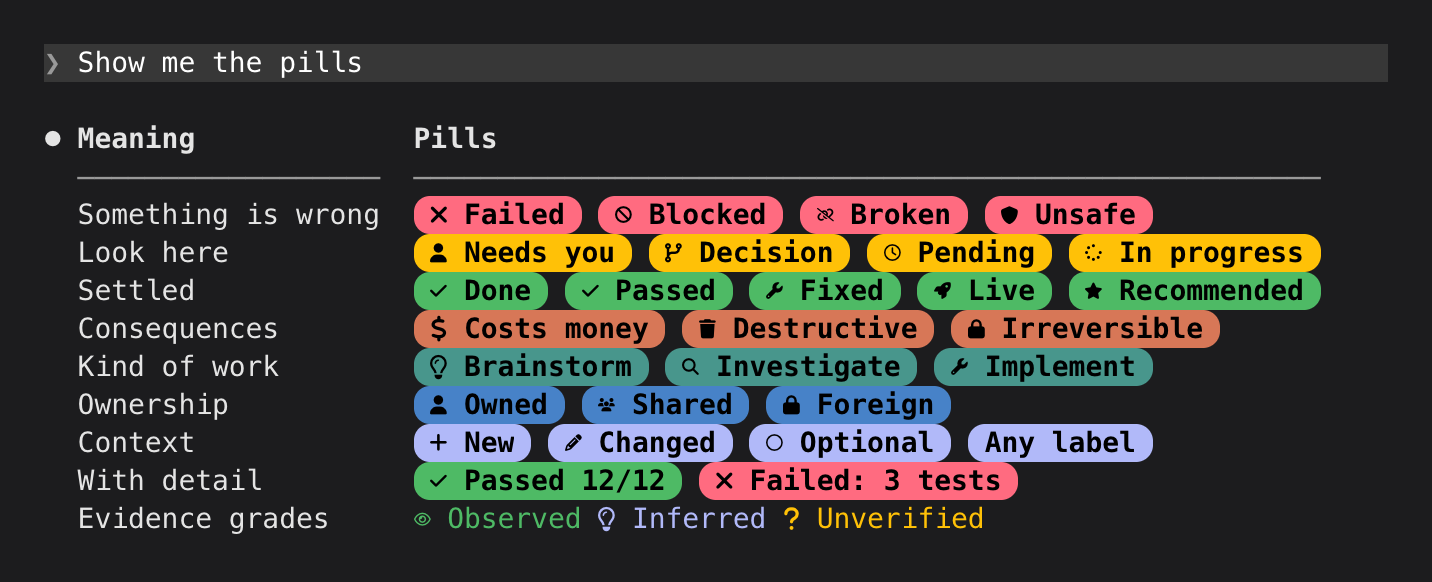 ❯ Show me the pills
● Meaning Pills
Something is wrong Failed Blocked Broken Unsafe
Look here Needs you Decision Pending In progress
Settled Done Passed Fixed Live Recommended
Consequences $ Costs money Destructive Irreversible
Kind of work Brainstorm Investigate Implement
Ownership Owned Shared Foreign
Context + New Changed Optional Any label
With detail Passed 12/12 Failed: 3 tests
Evidence grades Observed Inferred ? Unverified